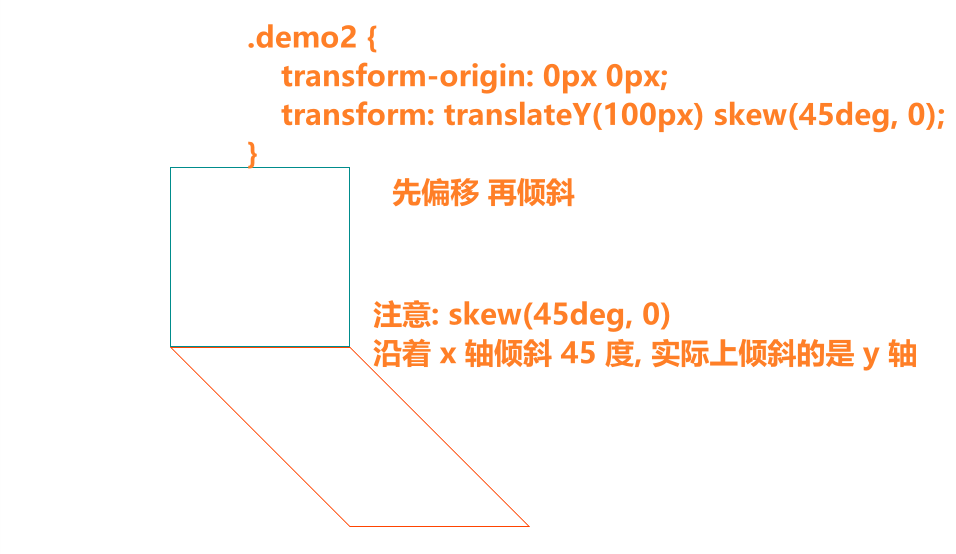 .demo2 {
transform-origin: 0px 0px;
transform: translateY(100px) skew(45deg, 0);
}
先偏移 再倾斜
注意: skew(45deg, 0)
沿着 x 轴倾斜 45 度, 实际上倾斜的是 y 轴